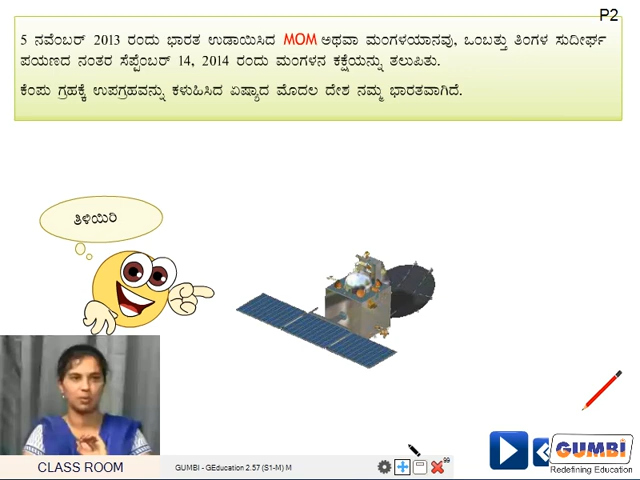 P2
5 ನವೆಂಬರ್ 2013 ರಂದು ಭಾರತ ಉಡಾಯಿಸಿದ MOM ಅಥವಾ ಮಂಗಳಯಾನವು, ಒಂಬತ್ತು ತಿಂಗಳ ಸುದೀರ್ಘ
ಪಯಣದ ನಂತರ ಸೆಪ್ಟೆಂಬರ್ 14, 2014 ರಂದು ಮಂಗಳನ ಕಕ್ಷೆಯನ್ನು ತಲುಪಿತು.
ಕೆಂಪು ಗ್ರಹಕ್ಕೆ ಉಪಗ್ರಹವನ್ನು ಕಳುಹಿಸಿದ ಏಷ್ಯಾದ ಮೊದಲ ದೇಶ ನಮ್ಮ ಭಾರತವಾಗಿದೆ.
ತಿಳಿಯಿರಿ
CLASS ROOM
GUMBI - GEducation 2.57 (S1-M) M
99
GUMBI
Redefining Education